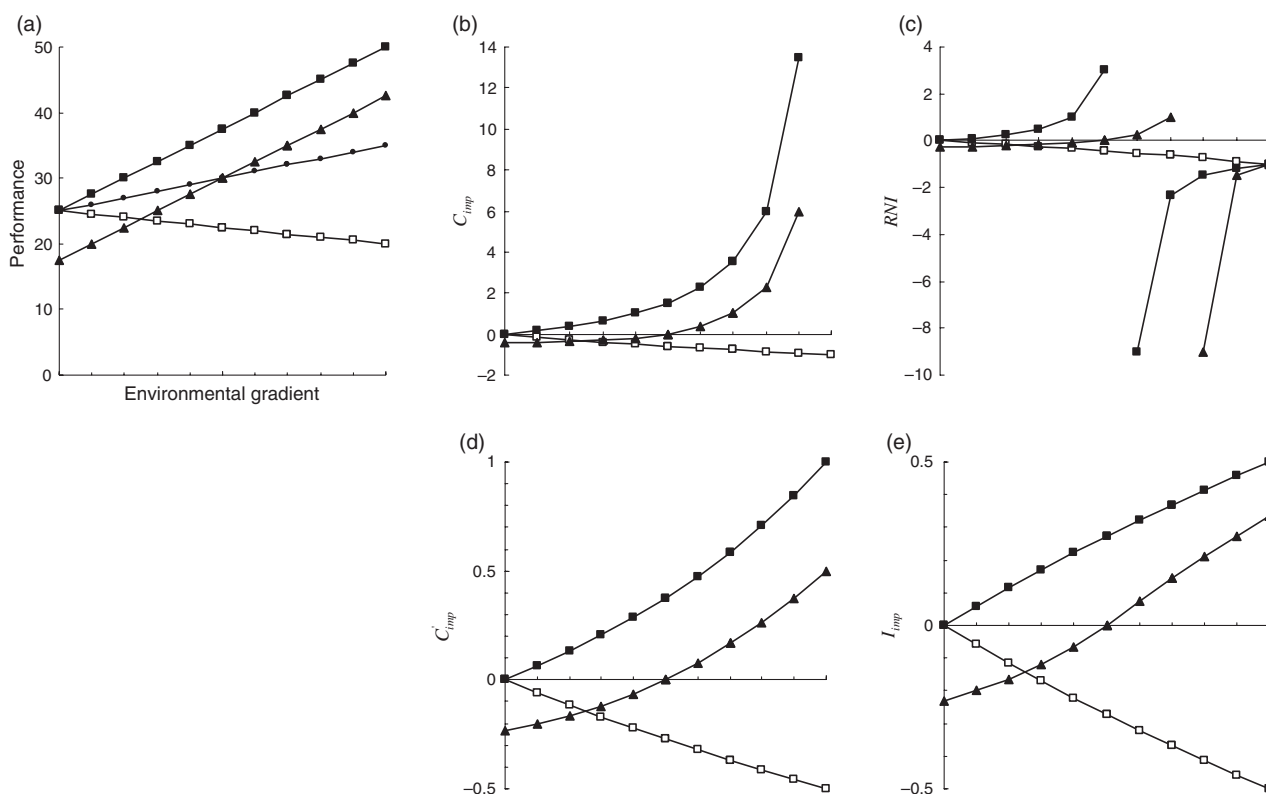 (a)
50
40
30
20
10
0
Performance
Environmental gradient
(b)
14
12
10
8
6
4
2
0
−2
C_imp
(c)
4
2
0
−2
−4
−6
−8
−10
RNI
(d)
1
0.5
0
−0.5
C'_imp
(e)
0.5
0
−0.5
I_imp